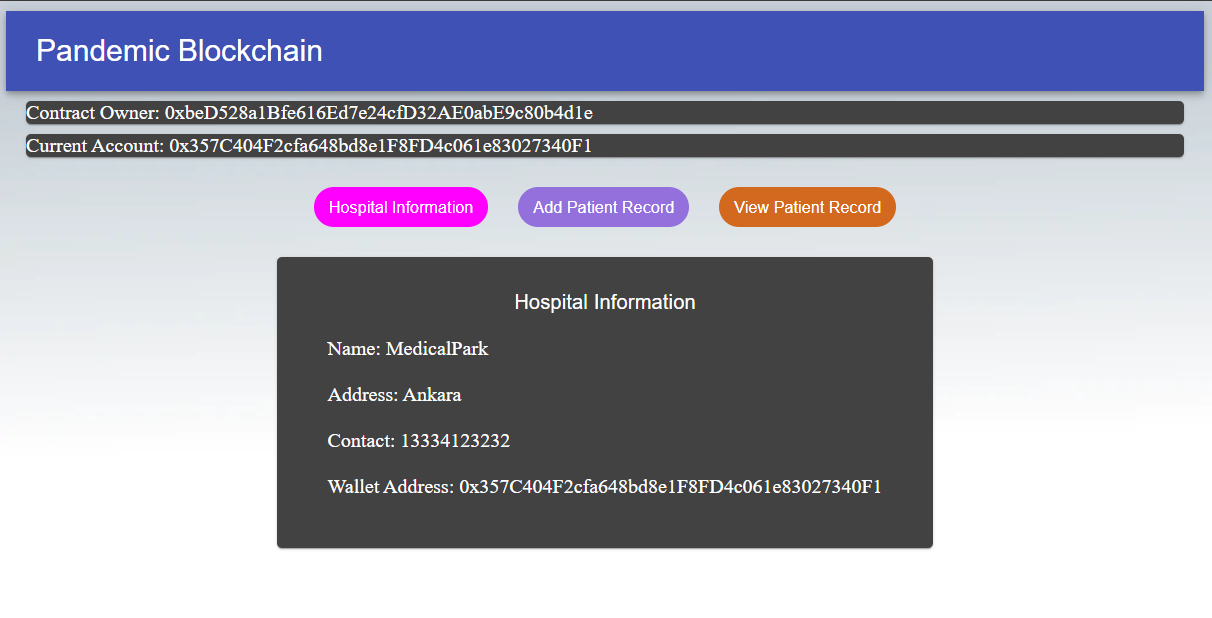 Pandemic Blockchain
Contract Owner: 0xbeD528a1Bfe616Ed7e24cfD32AE0abE9c80b4d1e
Current Account: 0x357C404F2cfa648bd8e1F8FD4c061e83027340F1
Hospital Information
Add Patient Record
View Patient Record
Hospital Information
Name: MedicalPark
Address: Ankara
Contact: 13334123232
Wallet Address: 0x357C404F2cfa648bd8e1F8FD4c061e83027340F1